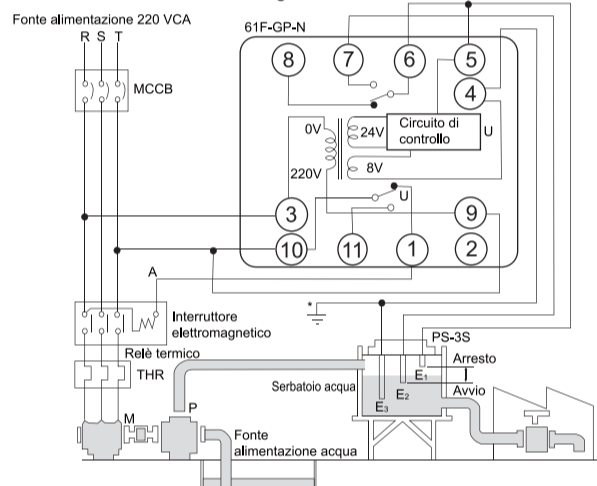 Fonte alimentazione 220 VCA
R S T
61F-GP-N
8
7
6
5
4
MCCB
0V
24V
Circuito di
controllo
U
8V
220V
U
3
9
10
11
1
2
A
*
Interruttore
elettromagnetico
PS-3S
Relè termico
THR
Arresto
E1
Serbatoio acqua
Avvio
E2
E3
M
P
Fonte
alimentazione acqua